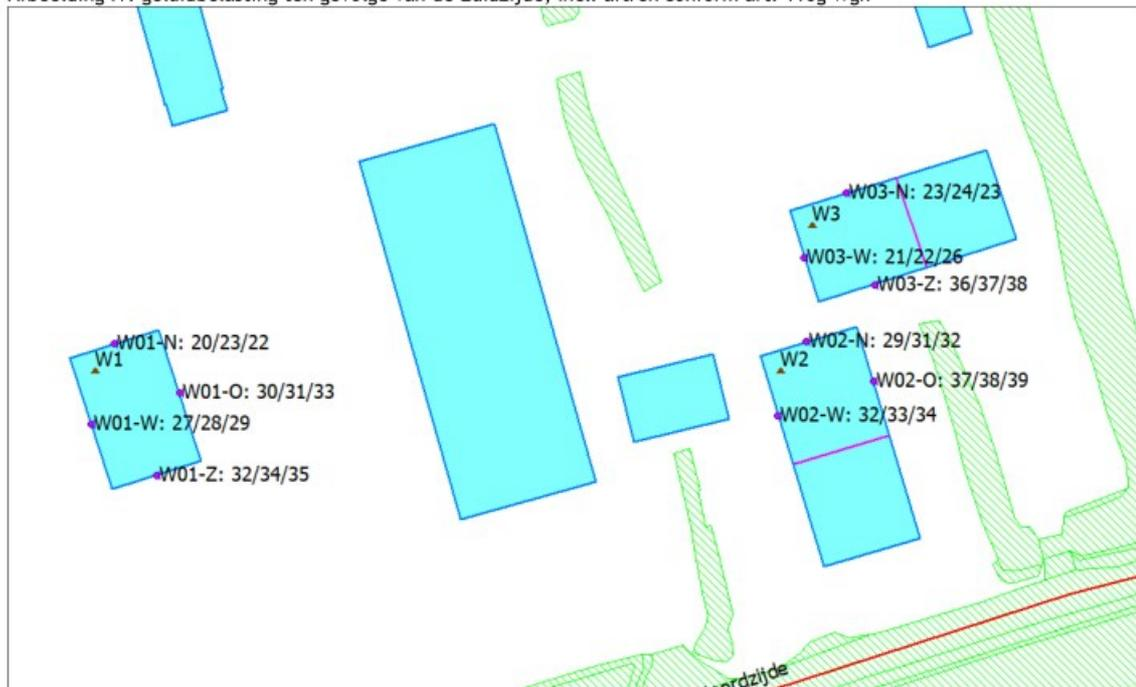 W03-N: 23/24/23
W3
W03-W: 21/22/26
W03-Z: 36/37/38
W01-N: 20/23/22
W1
W01-O: 30/31/33
W01-W: 27/28/29
W01-Z: 32/34/35
W02-N: 29/31/32
W2
W02-O: 37/38/39
W02-W: 32/33/34